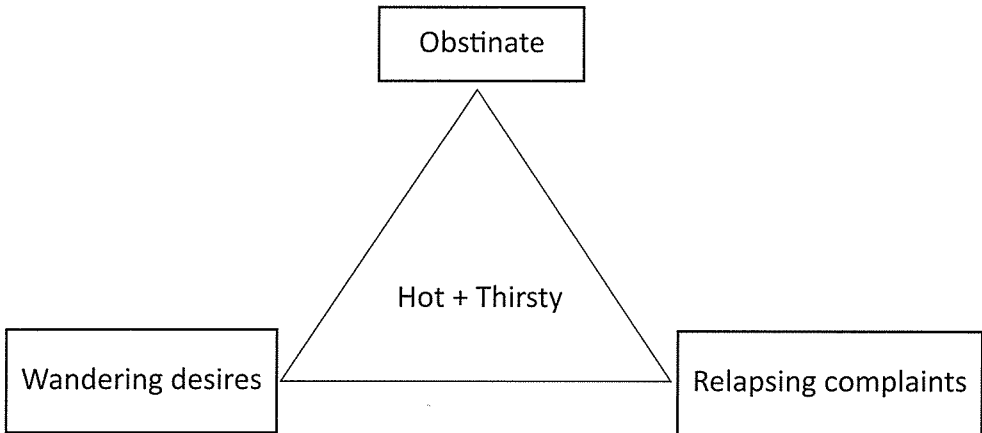 Obstinate
Hot + Thirsty
Wandering desires
Relapsing complaints